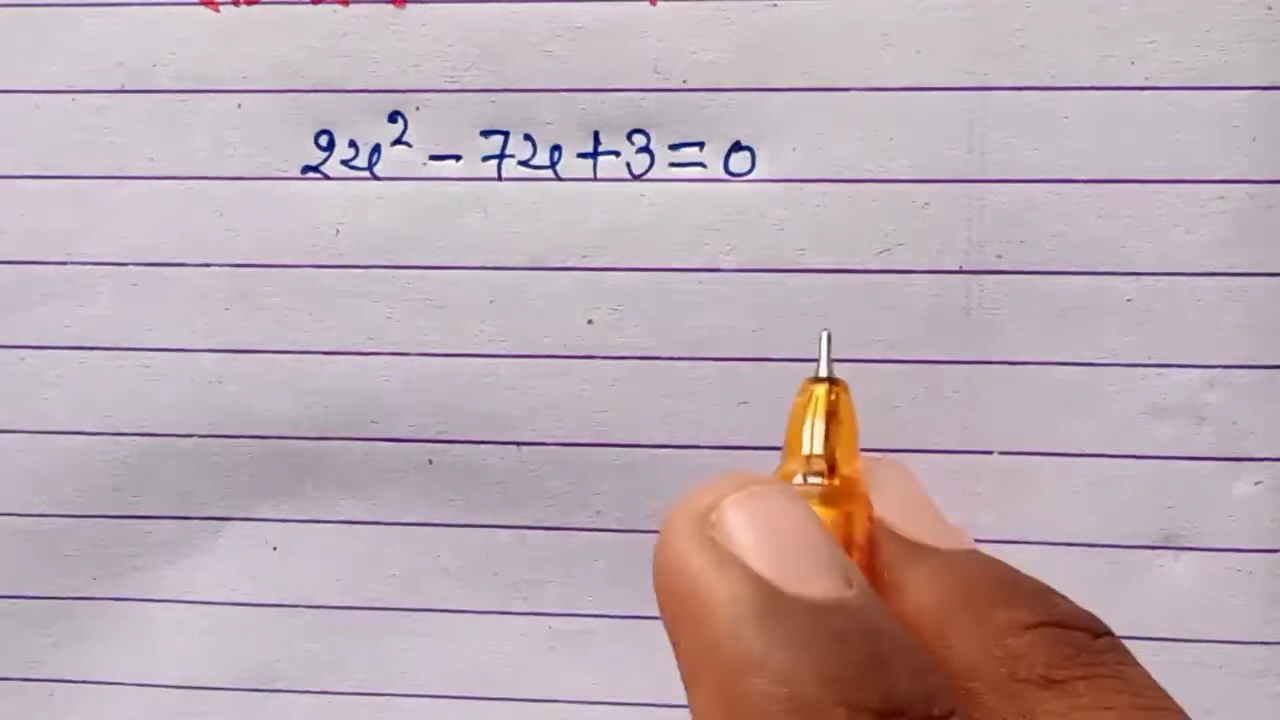 2x² - 7x + 3 = 0